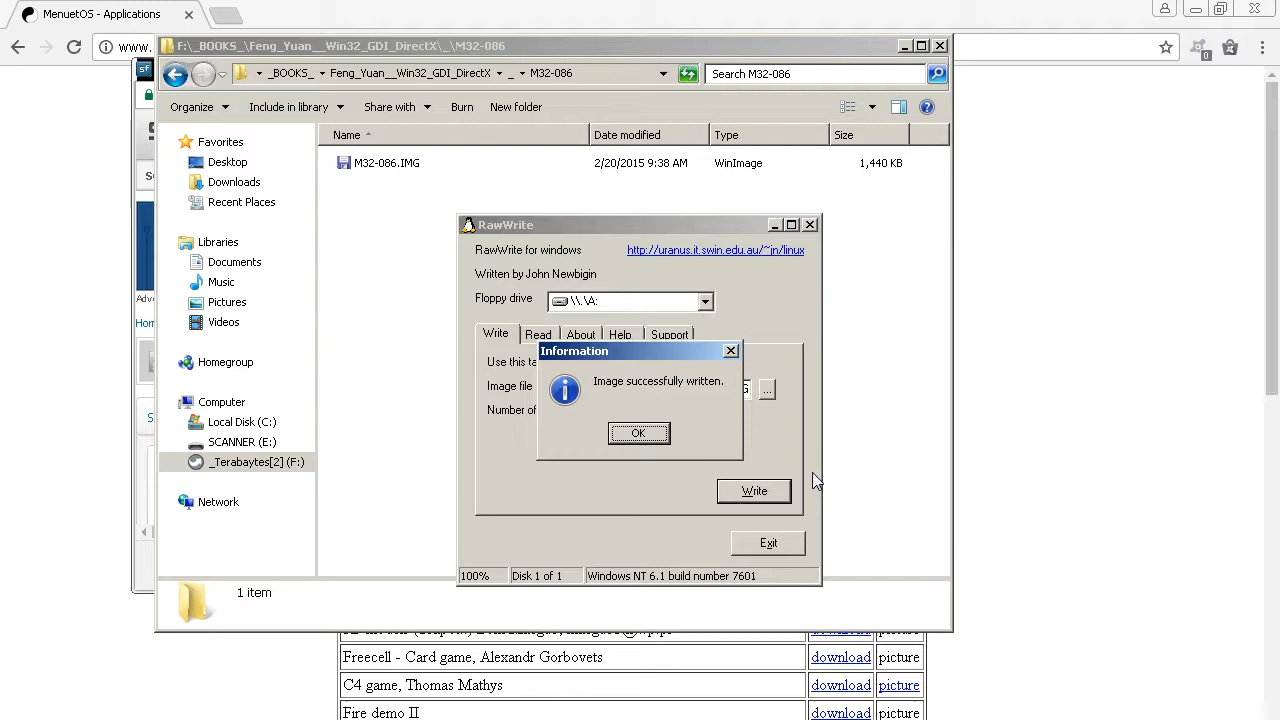 MenuetOS - Applications
www.
0
F:\_BOOKS_\Feng_Yuan__Win32_GDI_DirectX\_\M32-086
_BOOKS_ Feng_Yuan__Win32_GDI_DirectX _ M32-086
Search M32-086
Organize Include in library Share with Burn New folder
Name Date modified Type Size
M32-086.IMG 2/20/2015 9:38 AM WinImage 1,440 KB
Favorites
Desktop
Downloads
Recent Places
Libraries
Documents
Music
Pictures
Videos
Homegroup
Computer
Local Disk (C:)
SCANNER (E:)
_Terabaytes[2] (F:)
Network
1 item
sf
Hom
RawWrite
RawWrite for windows http://uranus.it.swin.edu.au/~jn/linux
Written by John Newbigin
Floppy drive \\.\A:
Write Read About Help Support
Use this ta
Image file ...
Number of
Information
Image successfully written.
OK
Write
Exit
100% Disk 1 of 1 Windows NT 6.1 build number 7601
Freecell - Card game, Alexandr Gorbovets download picture
C4 game, Thomas Mathys download picture
Fire demo II download picture